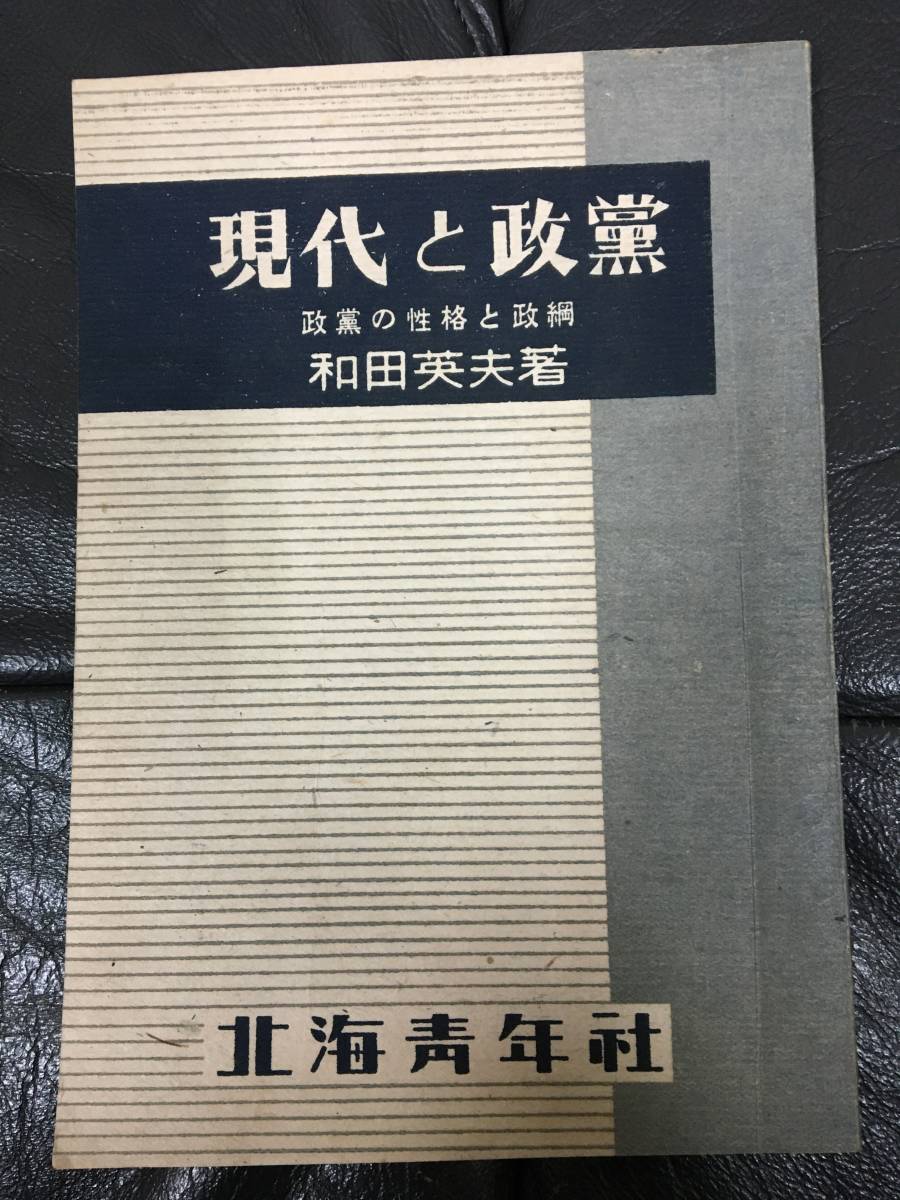 現代と政黨
政黨の性格と政綱
和田英夫著
北海青年社